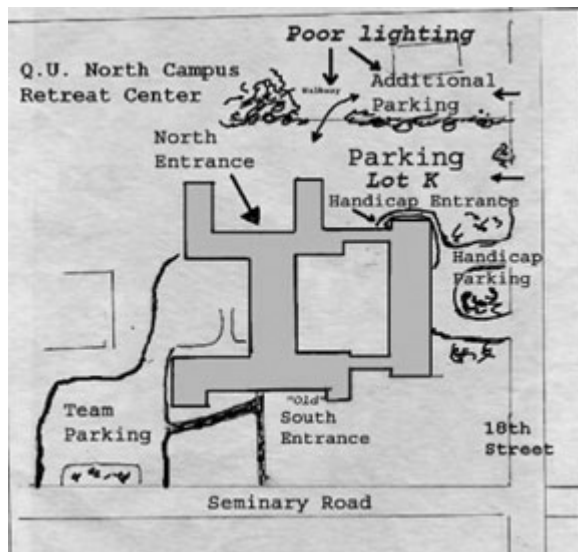 Poor lighting
Q.U. North Campus
Retreat Center
Walkway
Additional
Parking
North
Entrance
Parking
Lot K
Handicap Entrance
Handicap
Parking
Team
Parking
"Old"
South
Entrance
18th
Street
Seminary Road